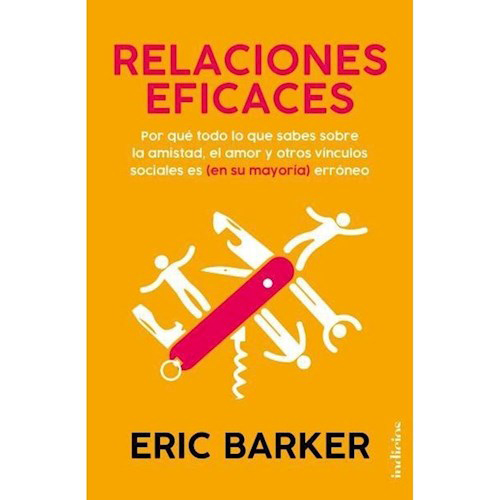 RELACIONES
EFICACES
Por qué todo lo que sabes sobre
la amistad, el amor y otros vínculos
sociales es (en su mayoría) erróneo
ERIC BARKER
indicios